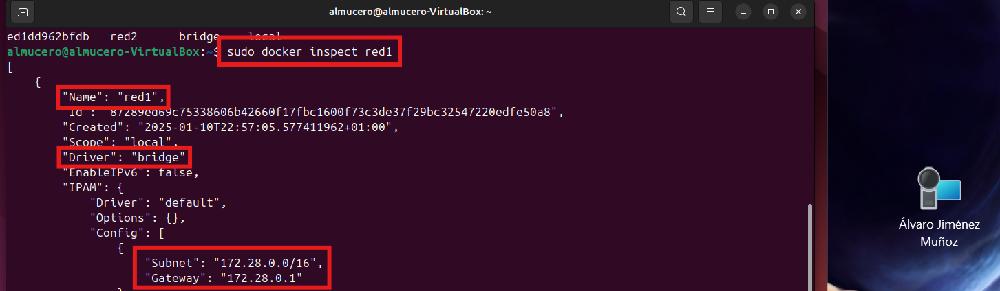 almucero@almucero-VirtualBox: ~
ed1dd962bfdb   red2      bridge    local
almucero@almucero-VirtualBox:~$ sudo docker inspect red1
[
    {
        "Name": "red1",
        "Id": "87289ed69c75338606b42660f17fbc1600f73c3de37f29bc32547220edfe50a8",
        "Created": "2025-01-10T22:57:05.577411962+01:00",
        "Scope": "local",
        "Driver": "bridge"
        "EnableIPv6": false,
        "IPAM": {
            "Driver": "default",
            "Options": {},
            "Config": [
                {
                    "Subnet": "172.28.0.0/16",
                    "Gateway": "172.28.0.1"
Álvaro Jiménez
Muñoz